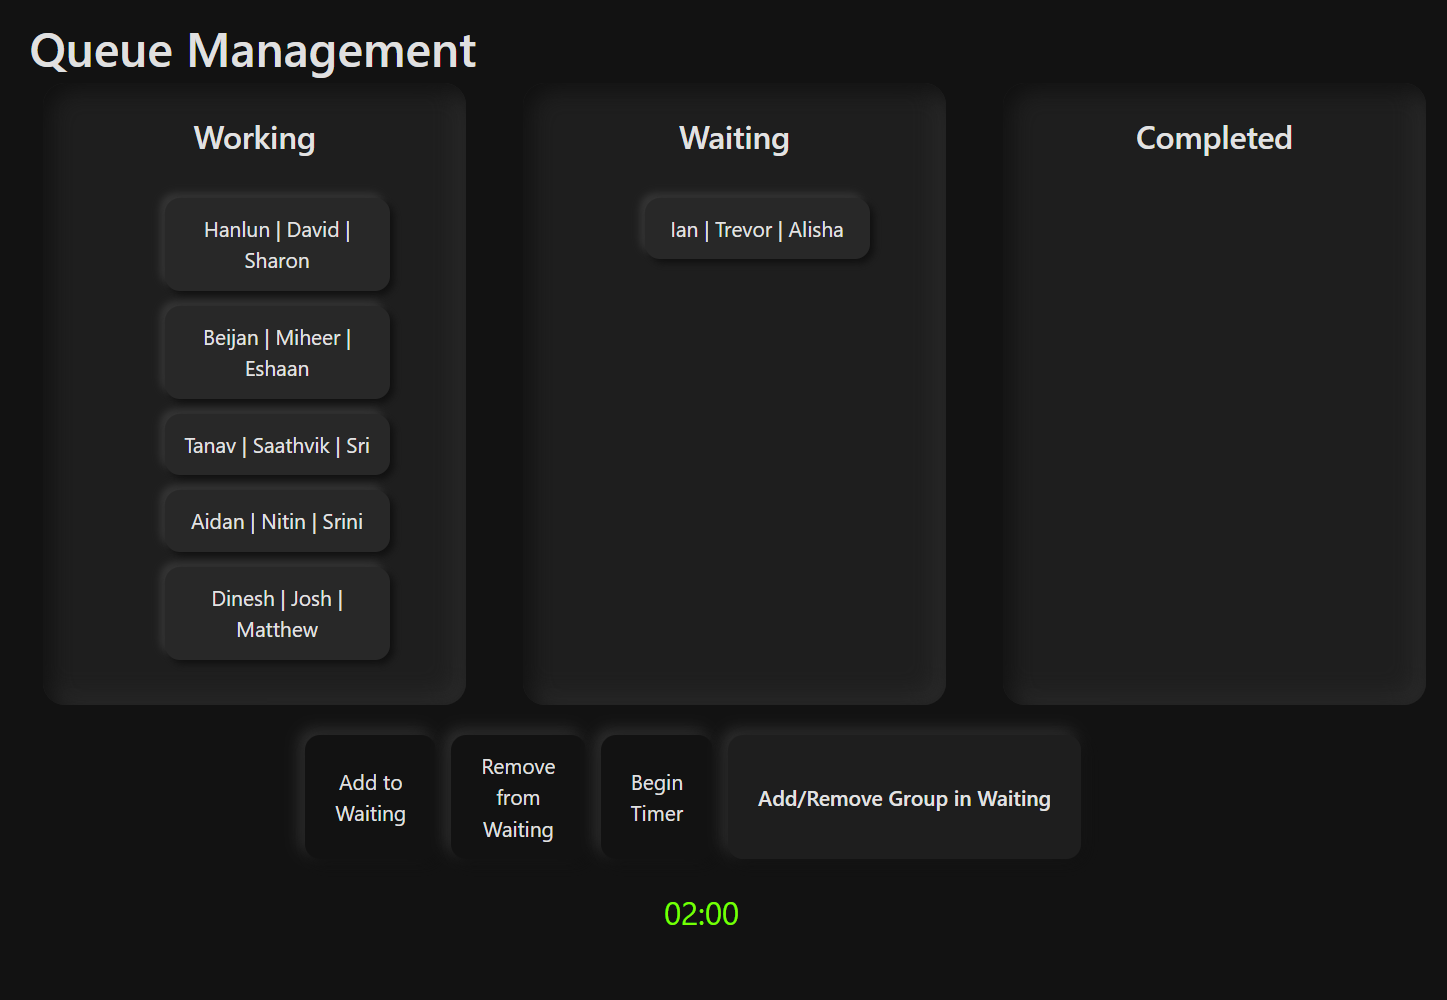 Queue Management
Working
Hanlun | David |
Sharon
Beijan | Miheer |
Eshaan
Tanav | Saathvik | Sri
Aidan | Nitin | Srini
Dinesh | Josh |
Matthew
Waiting
Ian | Trevor | Alisha
Completed
Add to
Waiting
Remove
from
Waiting
Begin
Timer
Add/Remove Group in Waiting
02:00